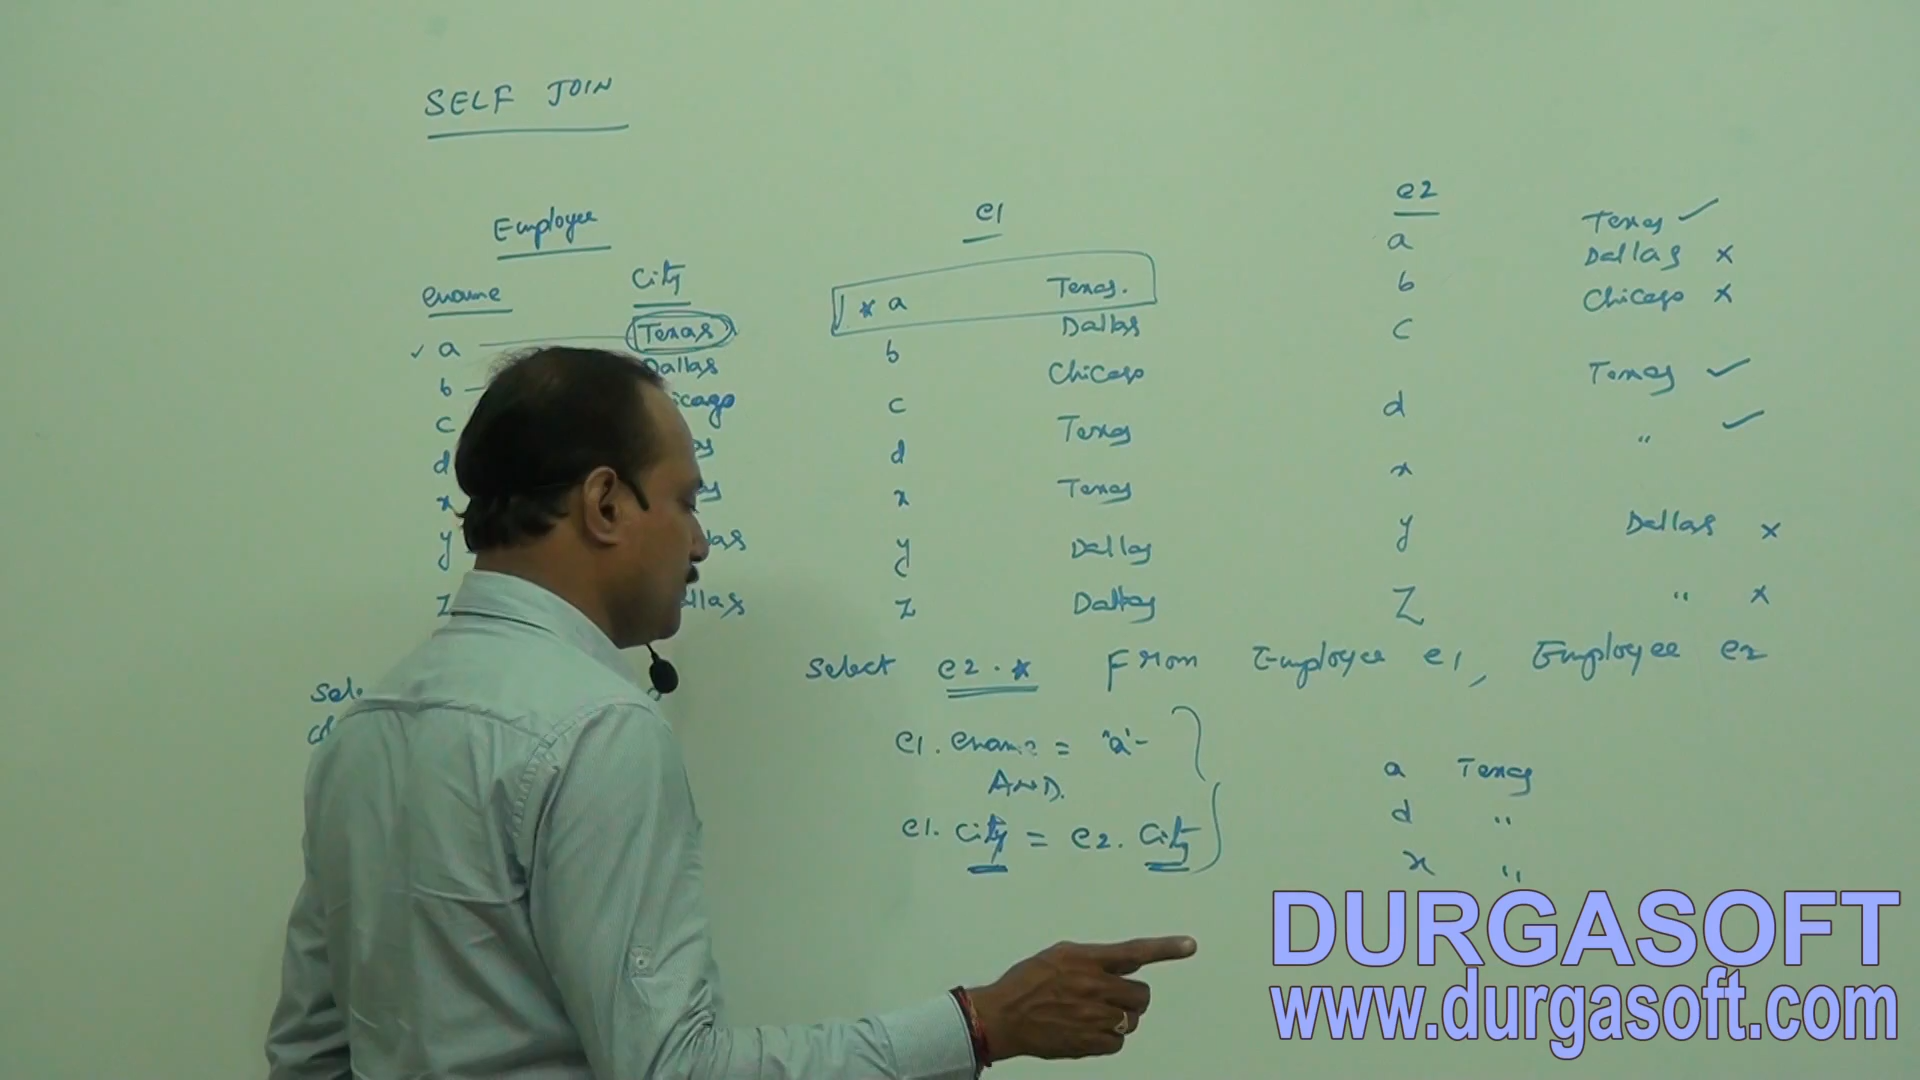 SELF JOIN
Employee
ename City
a Texas
b Dallas
c
d
x
y
z
e1
* a Texas.
b Dallas
c Chicago
d Texas
x Texas
y Dallas
z Dallas
e2
a Texas ✓
b Dallas x
c Chicago x
d Texas ✓
x " ✓
y Dallas x
Z " x
Select e2.* From Employee e1, Employee e2
e1. ename = 'a'
AND.
e1. City = e2. City
a Texas
d "
x "
DURGASOFT
www.durgasoft.com